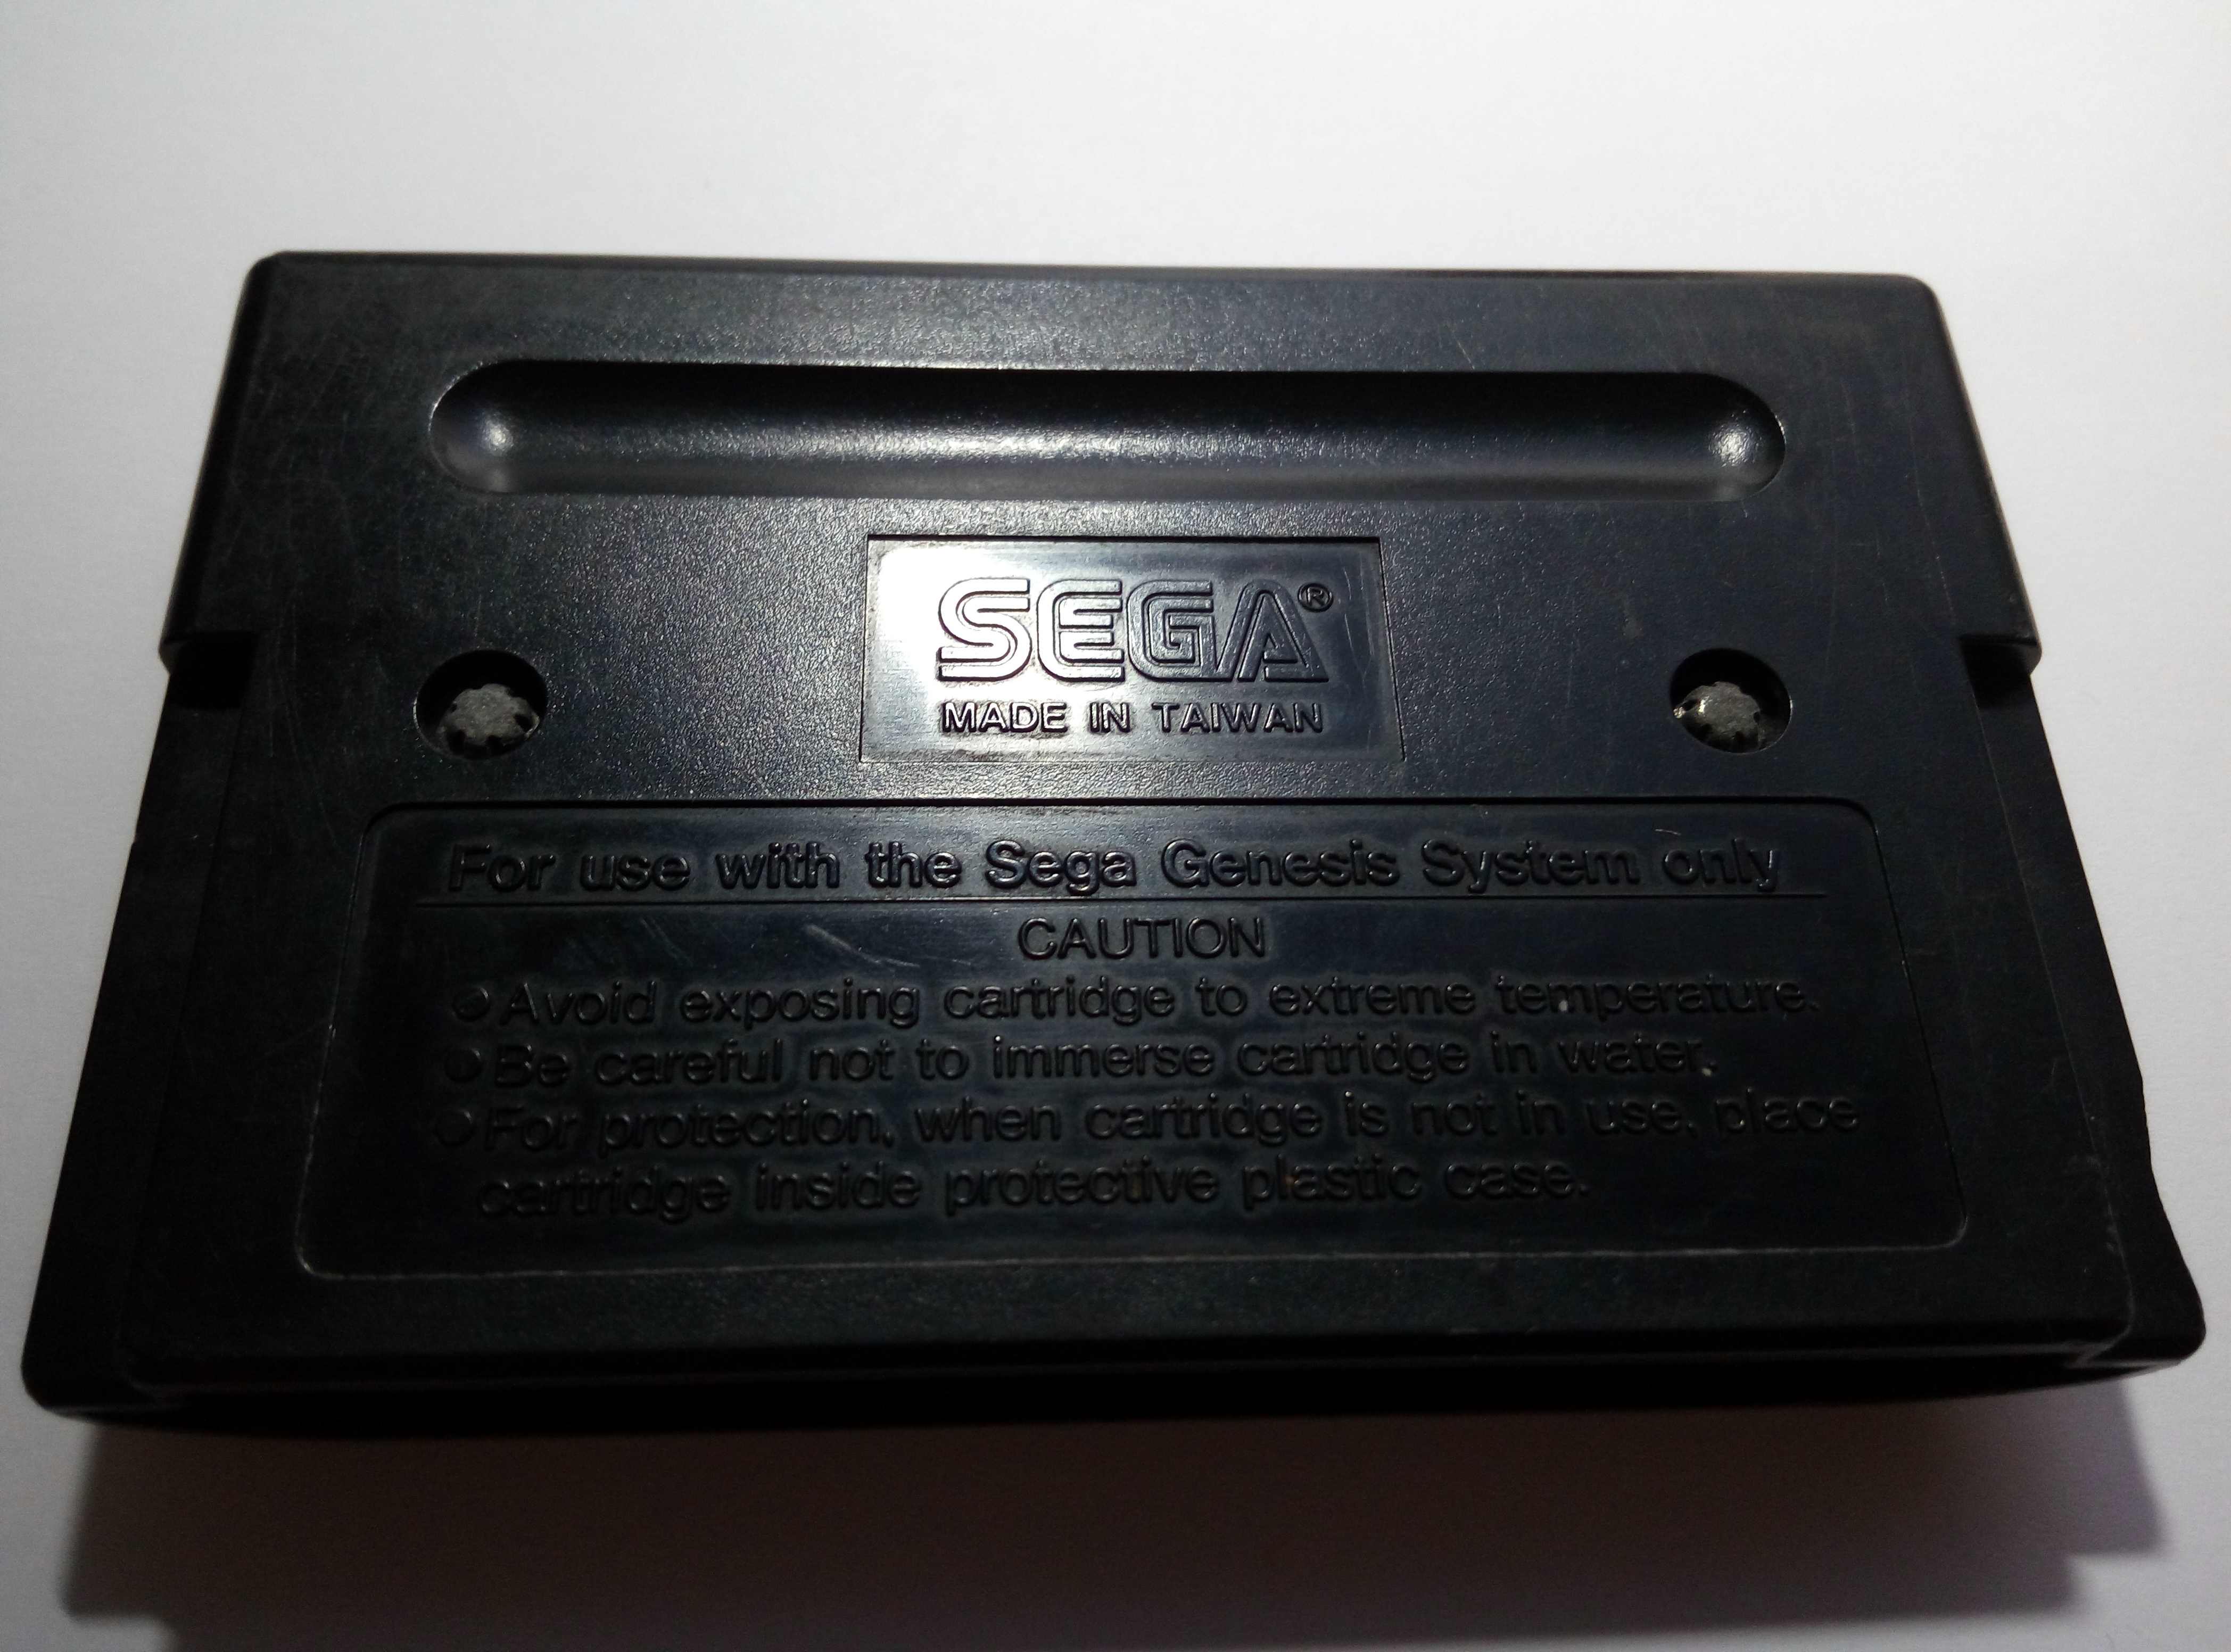 SEGA®
MADE IN TAIWAN
For use with the Sega Genesis System only
CAUTION
●Avoid exposing cartridge to extreme temperature.
●Be careful not to immerse cartridge in water.
●For protection, when cartridge is not in use, place
cartridge inside protective plastic case.